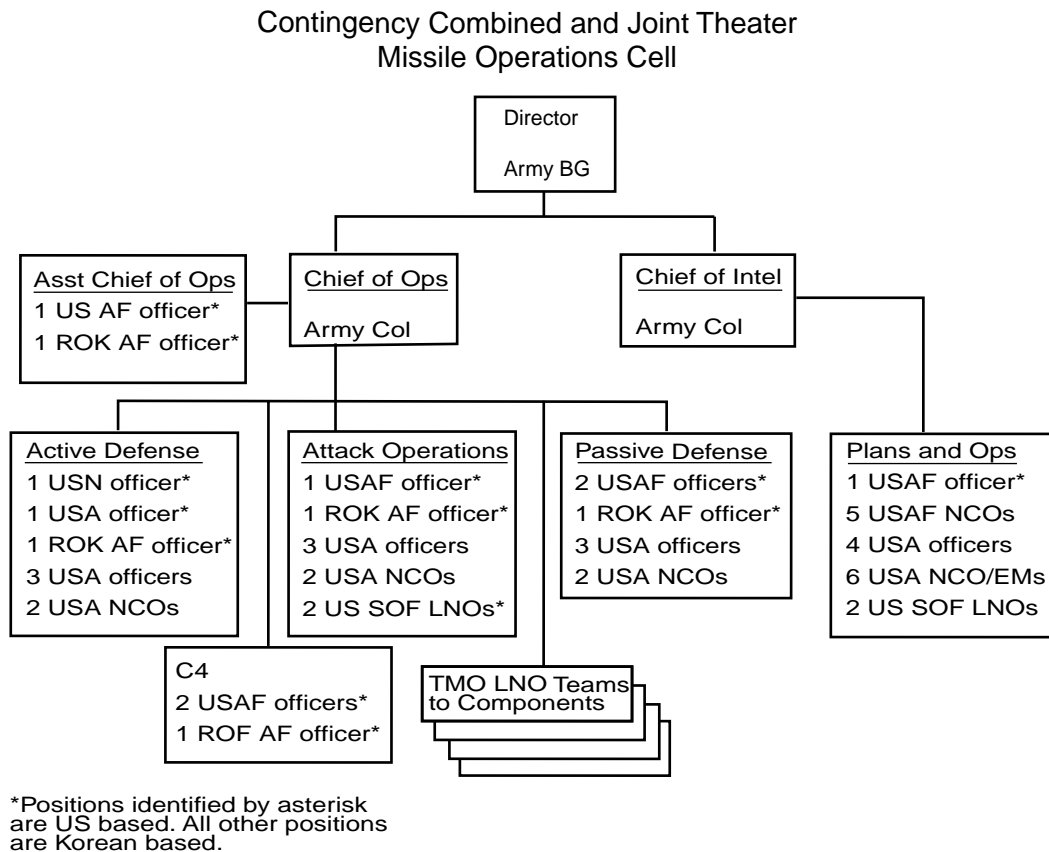 Contingency Combined and Joint Theater
Missile Operations Cell
Director
Army BG
Asst Chief of Ops
1 US AF officer*
1 ROK AF officer*
Chief of Ops
Army Col
Chief of Intel
Army Col
Active Defense
1 USN officer*
1 USA officer*
1 ROK AF officer*
3 USA officers
2 USA NCOs
Attack Operations
1 USAF officer*
1 ROK AF officer*
3 USA officers
2 USA NCOs
2 US SOF LNOs*
Passive Defense
2 USAF officers*
1 ROK AF officer*
3 USA officers
2 USA NCOs
Plans and Ops
1 USAF officer*
5 USAF NCOs
4 USA officers
6 USA NCO/EMs
2 US SOF LNOs
C4
2 USAF officers*
1 ROF AF officer*
TMO LNO Teams
to Components
*Positions identified by asterisk
are US based. All other positions
are Korean based.